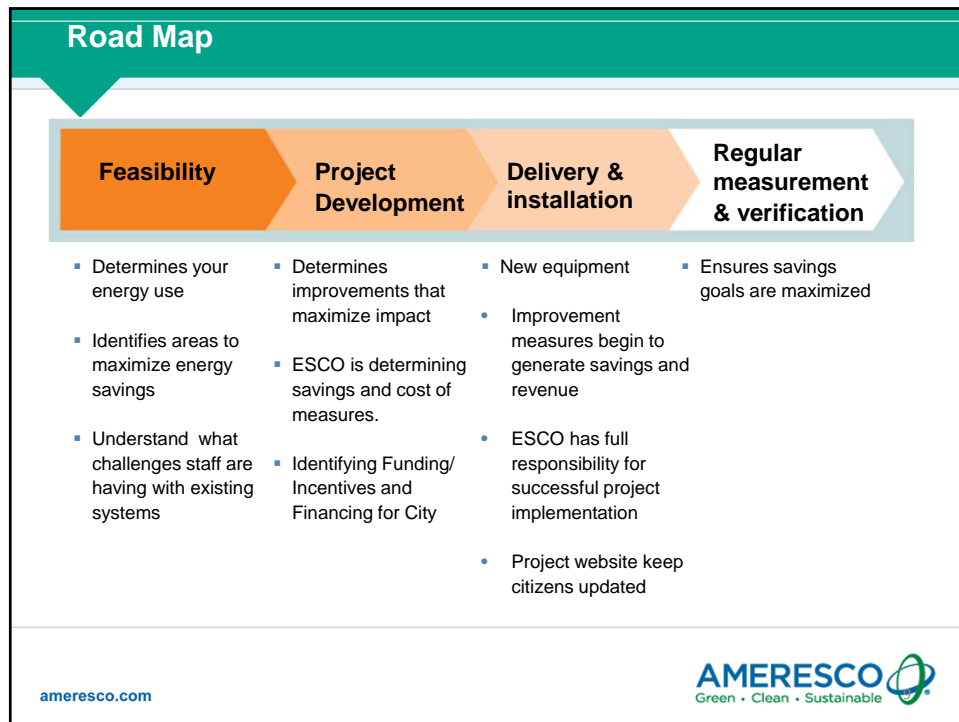 Road Map
Feasibility
Project
Development
Delivery &
installation
Regular
measurement
& verification
▪ Determines your
energy use
▪ Identifies areas to
maximize energy
savings
▪ Understand what
challenges staff are
having with existing
systems
▪ Determines
improvements that
maximize impact
▪ ESCO is determining
savings and cost of
measures.
▪ Identifying Funding/
Incentives and
Financing for City
▪ New equipment
• Improvement
measures begin to
generate savings and
revenue
• ESCO has full
responsibility for
successful project
implementation
• Project website keep
citizens updated
▪ Ensures savings
goals are maximized
ameresco.com
AMERESCO
Green • Clean • Sustainable